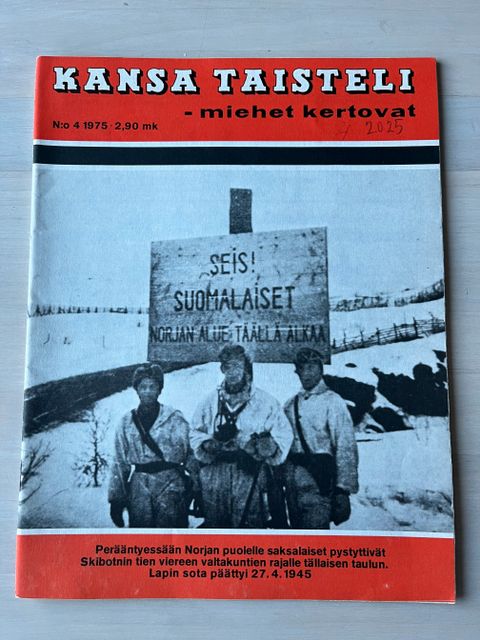 KANSA TAISTELI
- miehet kertovat
N:o 4 1975 · 2,90 mk
2025
SEIS!
SUOMALAISET
NORJAN ALUE TÄÄLLÄ ALKAA
Perääntyessään Norjan puolelle saksalaiset pystyttivät
Skibotnin tien viereen valtakuntien rajalle tällaisen taulun.
Lapin sota päättyi 27.4.1945